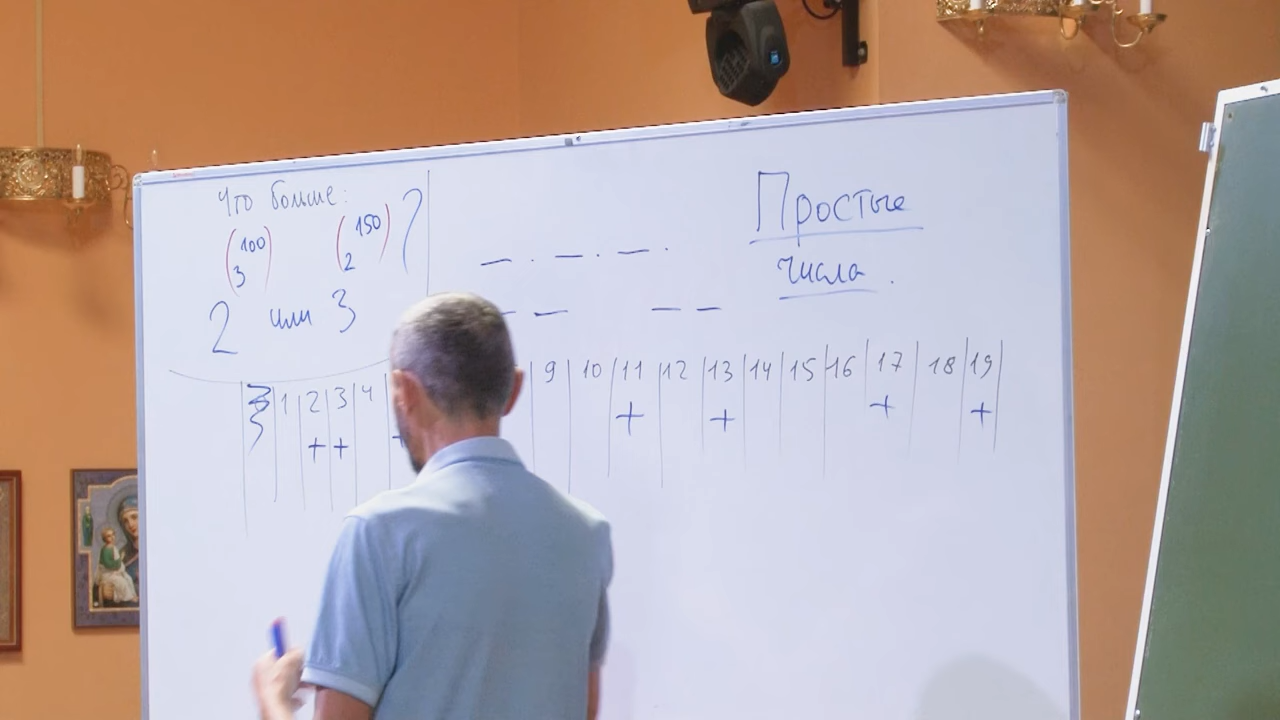 Что больше:
(100 3) (150 2) ?
2 или 3
Простые
числа.
1 2 3 4 9 10 11 12 13 14 15 16 17 18 19
+ + + + + +